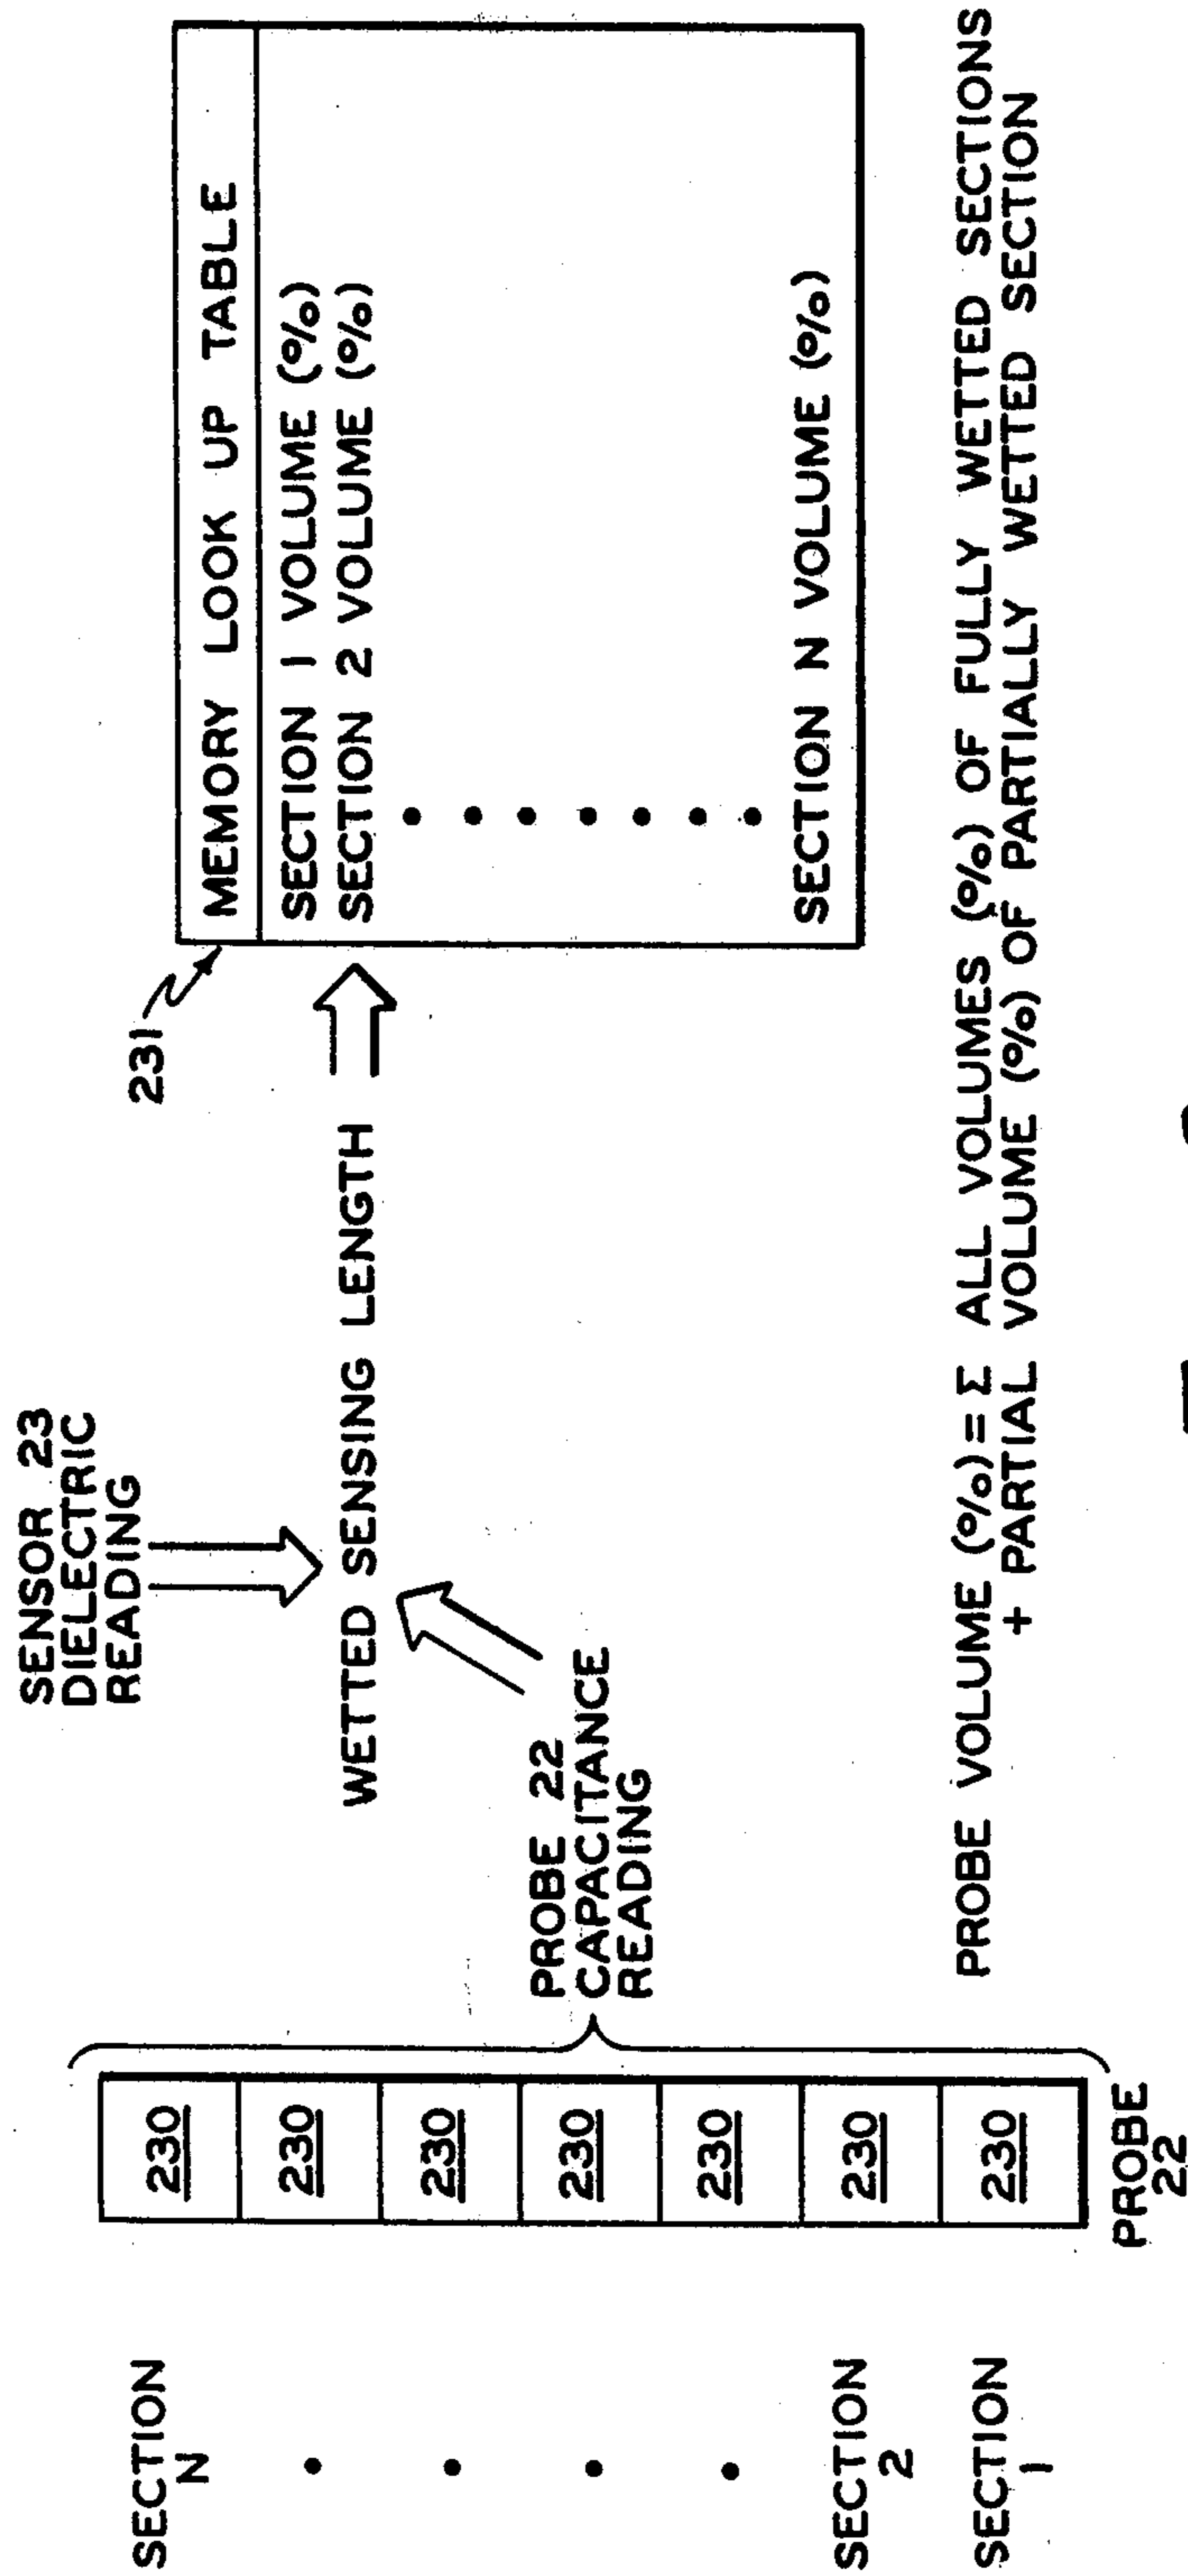 SECTION
N
SECTION
2
SECTION
1
230
230
230
230
230
230
230
PROBE
22
PROBE 22
CAPACITANCE
READING
SENSOR 23
DIELECTRIC
READING
WETTED SENSING LENGTH
231
MEMORY LOOK UP TABLE
SECTION 1 VOLUME (%)
SECTION 2 VOLUME (%)
SECTION N VOLUME (%)
PROBE VOLUME (%) = Σ ALL VOLUMES (%) OF FULLY WETTED SECTIONS
+ PARTIAL VOLUME (%) OF PARTIALLY WETTED SECTION